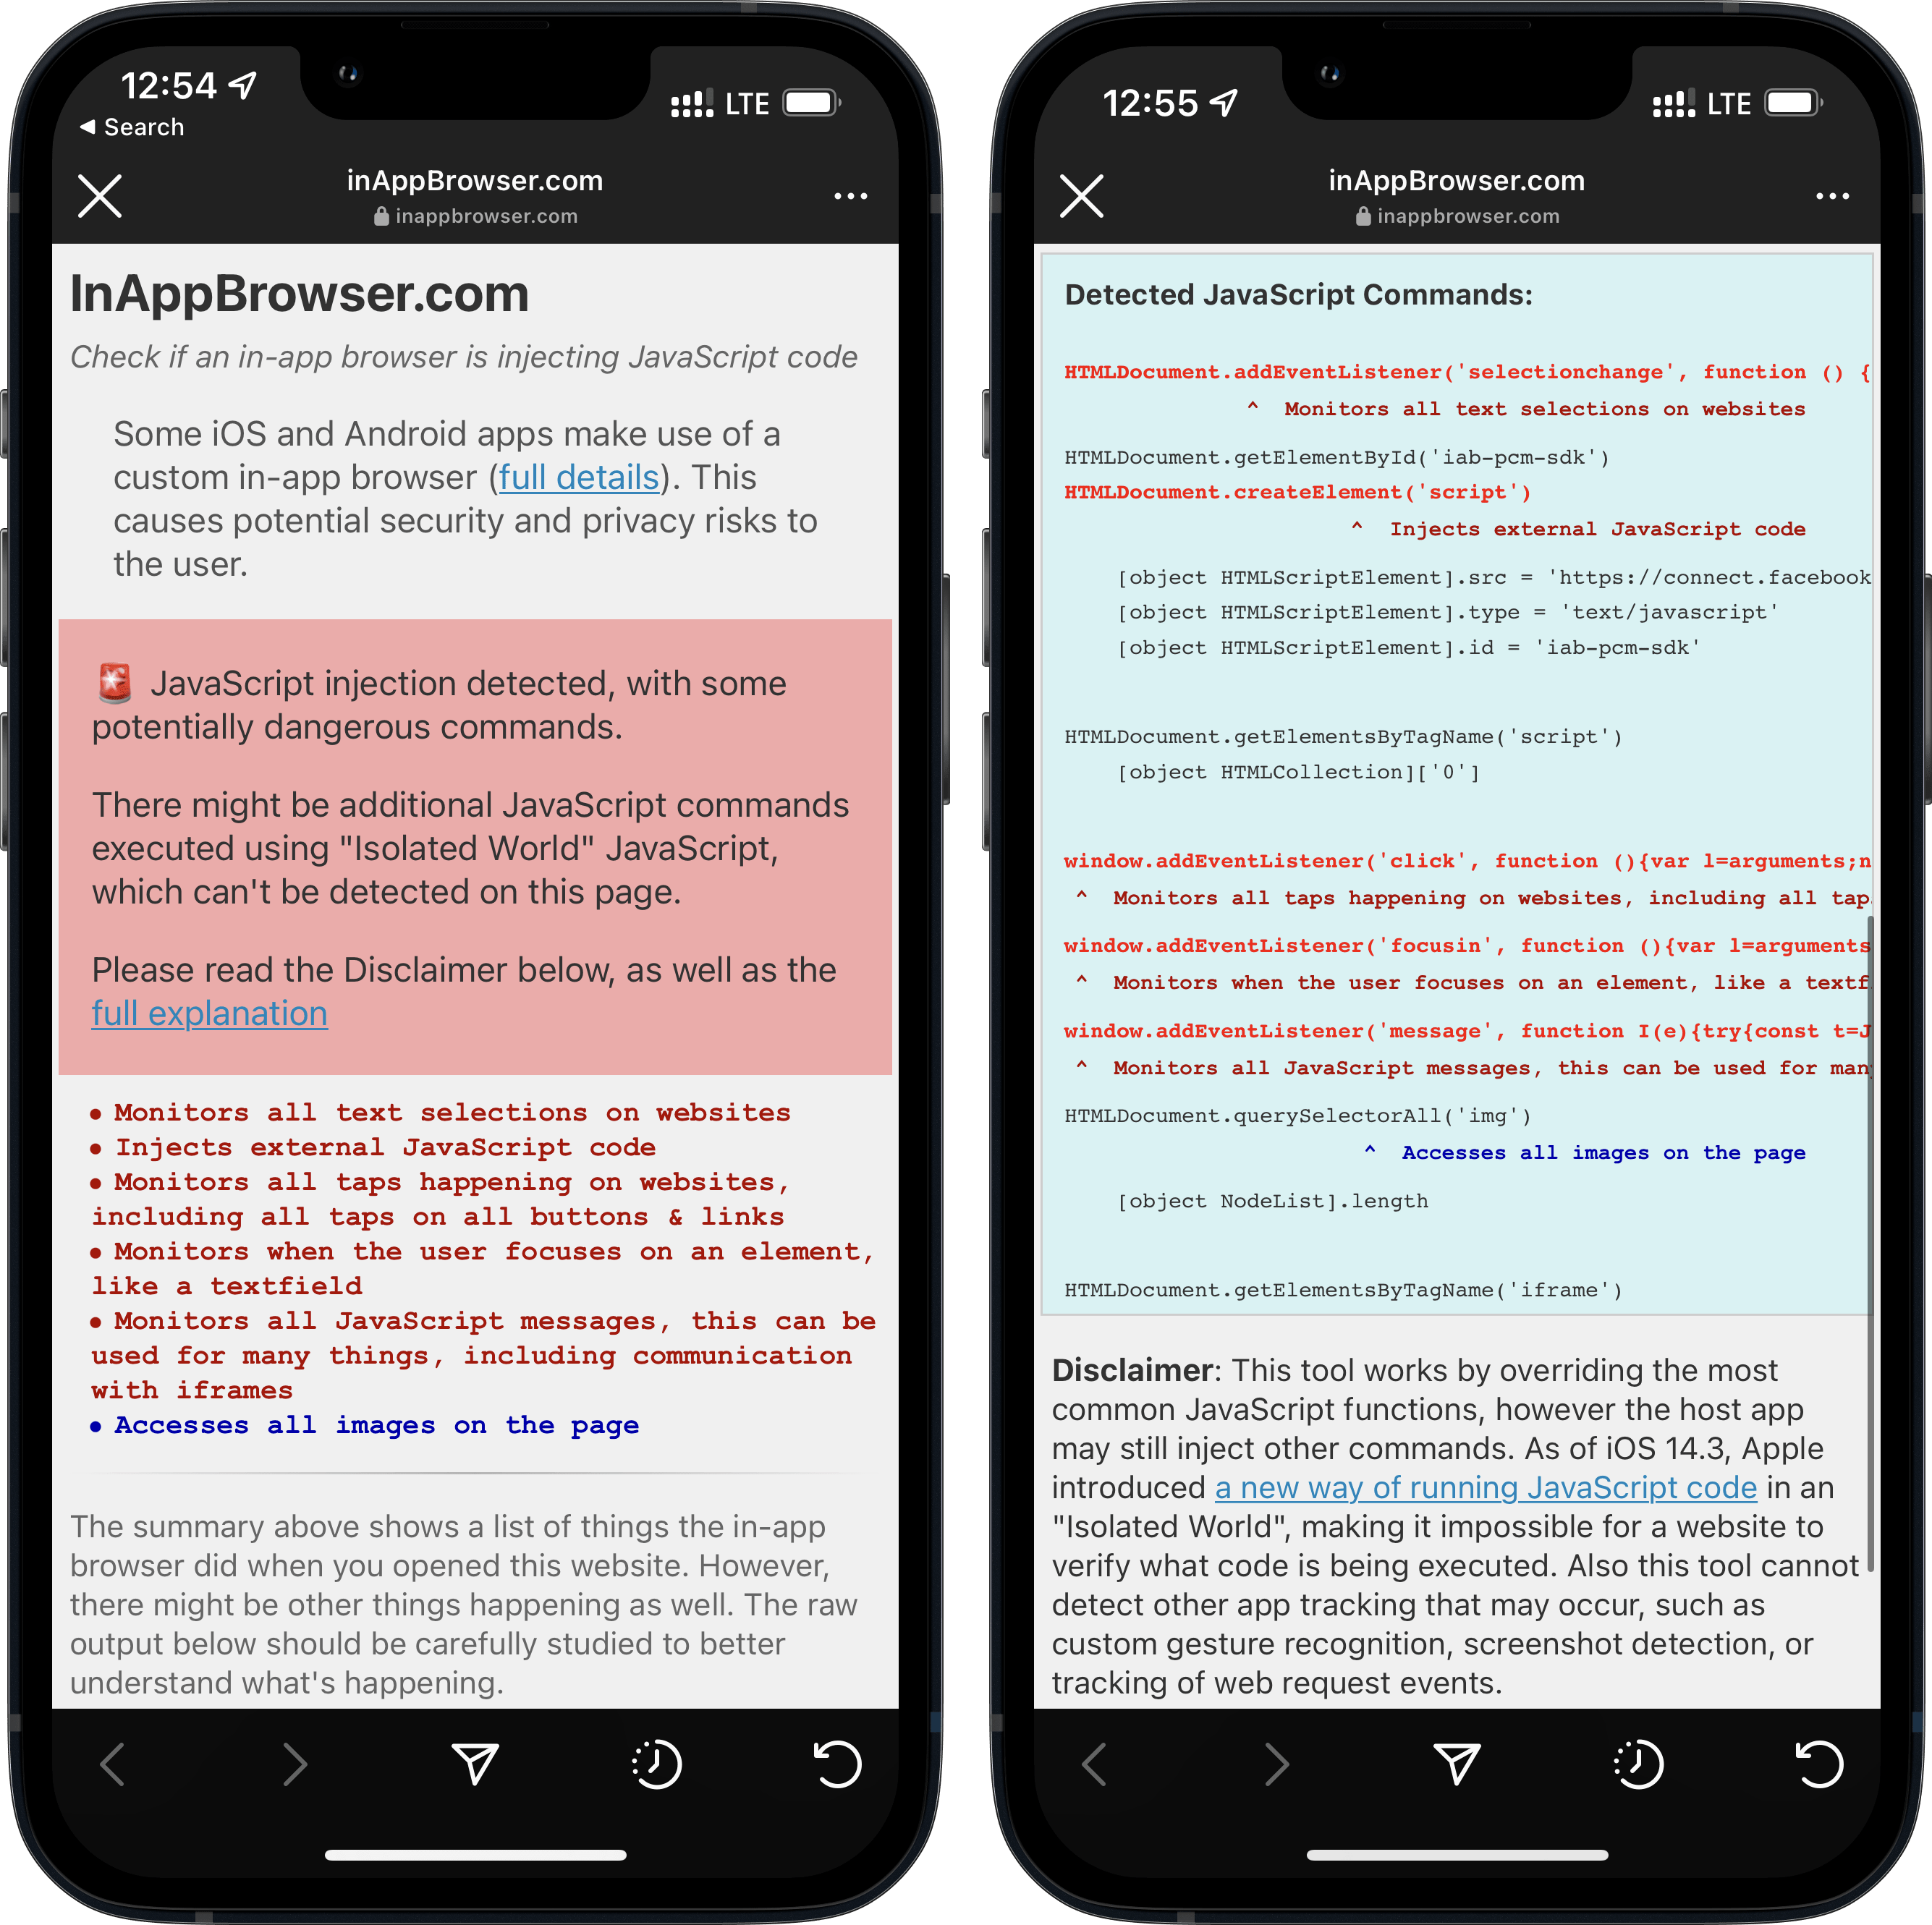 12:54
LTE
◀ Search
inAppBrowser.com
inappbrowser.com
InAppBrowser.com
Check if an in-app browser is injecting JavaScript code
Some iOS and Android apps make use of a
custom in-app browser (full details). This
causes potential security and privacy risks to
the user.
🚨 JavaScript injection detected, with some
potentially dangerous commands.
There might be additional JavaScript commands
executed using "Isolated World" JavaScript,
which can't be detected on this page.
Please read the Disclaimer below, as well as the
full explanation
• Monitors all text selections on websites
• Injects external JavaScript code
• Monitors all taps happening on websites,
including all taps on all buttons & links
• Monitors when the user focuses on an element,
like a textfield
• Monitors all JavaScript messages, this can be
used for many things, including communication
with iframes
• Accesses all images on the page
The summary above shows a list of things the in-app
browser did when you opened this website. However,
there might be other things happening as well. The raw
output below should be carefully studied to better
understand what's happening.
12:55
LTE
inAppBrowser.com
inappbrowser.com
Detected JavaScript Commands:
HTMLDocument.addEventListener('selectionchange', function () {
^ Monitors all text selections on websites
HTMLDocument.getElementById('iab-pcm-sdk')
HTMLDocument.createElement('script')
^ Injects external JavaScript code
[object HTMLScriptElement].src = 'https://connect.facebook
[object HTMLScriptElement].type = 'text/javascript'
[object HTMLScriptElement].id = 'iab-pcm-sdk'
HTMLDocument.getElementsByTagName('script')
[object HTMLCollection]['0']
window.addEventListener('click', function (){var l=arguments;n
^ Monitors all taps happening on websites, including all tap
window.addEventListener('focusin', function (){var l=arguments
^ Monitors when the user focuses on an element, like a textf
window.addEventListener('message', function I(e){try{const t=J
^ Monitors all JavaScript messages, this can be used for man
HTMLDocument.querySelectorAll('img')
^ Accesses all images on the page
[object NodeList].length
HTMLDocument.getElementsByTagName('iframe')
Disclaimer: This tool works by overriding the most
common JavaScript functions, however the host app
may still inject other commands. As of iOS 14.3, Apple
introduced a new way of running JavaScript code in an
"Isolated World", making it impossible for a website to
verify what code is being executed. Also this tool cannot
detect other app tracking that may occur, such as
custom gesture recognition, screenshot detection, or
tracking of web request events.